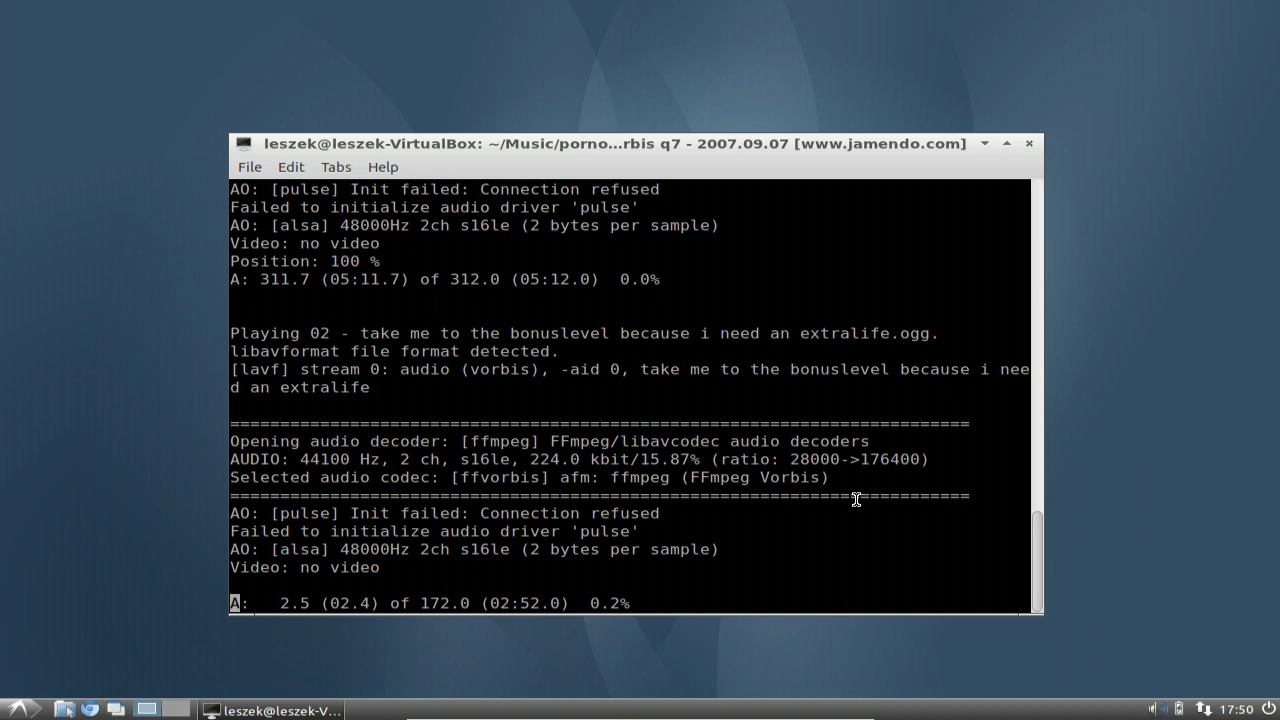 leszek@leszek-VirtualBox: ~/Music/porno...rbis q7 - 2007.09.07 [www.jamendo.com]
File Edit Tabs Help
AO: [pulse] Init failed: Connection refused
Failed to initialize audio driver 'pulse'
AO: [alsa] 48000Hz 2ch s16le (2 bytes per sample)
Video: no video
Position: 100 %
A: 311.7 (05:11.7) of 312.0 (05:12.0)  0.0%
Playing 02 - take me to the bonuslevel because i need an extralife.ogg.
libavformat file format detected.
[lavf] stream 0: audio (vorbis), -aid 0, take me to the bonuslevel because i nee
d an extralife
==========================================================================
Opening audio decoder: [ffmpeg] FFmpeg/libavcodec audio decoders
AUDIO: 44100 Hz, 2 ch, s16le, 224.0 kbit/15.87% (ratio: 28000->176400)
Selected audio codec: [ffvorbis] afm: ffmpeg (FFmpeg Vorbis)
==========================================================================
AO: [pulse] Init failed: Connection refused
Failed to initialize audio driver 'pulse'
AO: [alsa] 48000Hz 2ch s16le (2 bytes per sample)
Video: no video
A:   2.5 (02.4) of 172.0 (02:52.0)  0.2%
leszek@leszek-V...
17:50